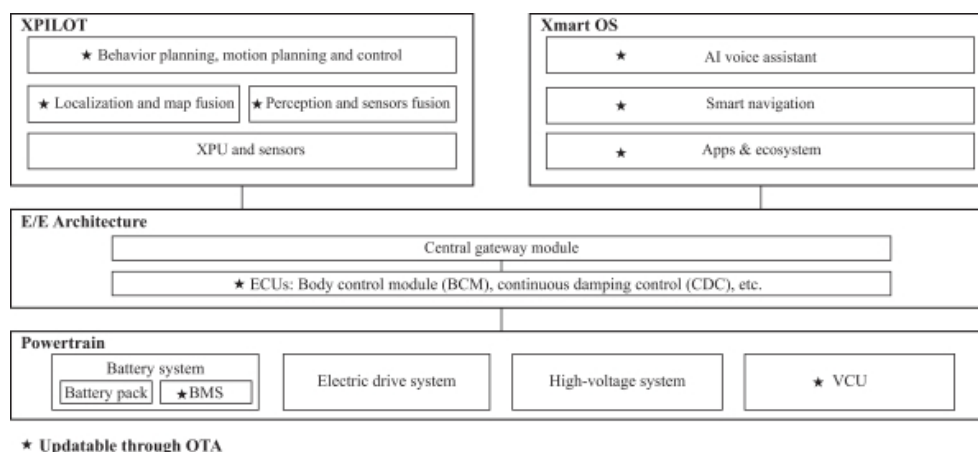 XPILOT
★ Behavior planning, motion planning and control
★ Localization and map fusion
★ Perception and sensors fusion
XPU and sensors
Xmart OS
★ AI voice assistant
★ Smart navigation
★ Apps & ecosystem
E/E Architecture
Central gateway module
★ ECUs: Body control module (BCM), continuous damping control (CDC), etc.
Powertrain
Battery system
Battery pack
★BMS
Electric drive system
High-voltage system
★ VCU
★ Updatable through OTA